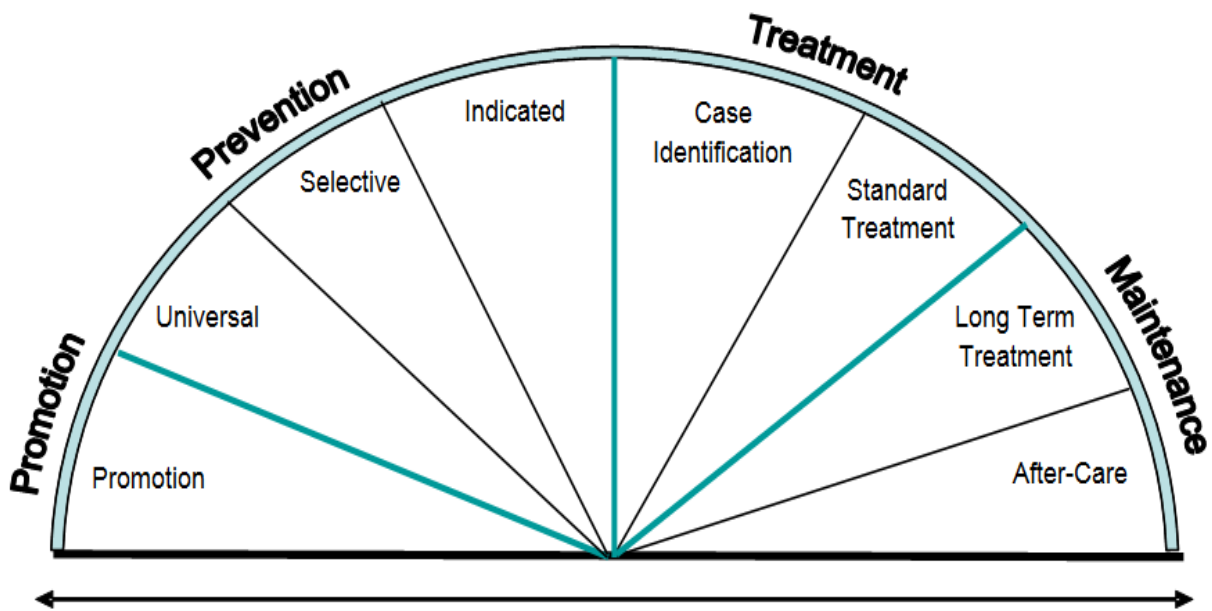 Treatment
Prevention
Indicated
Case
Identification
Selective
Standard
Treatment
Maintenance
Universal
Long Term
Treatment
Promotion
Promotion
After-Care